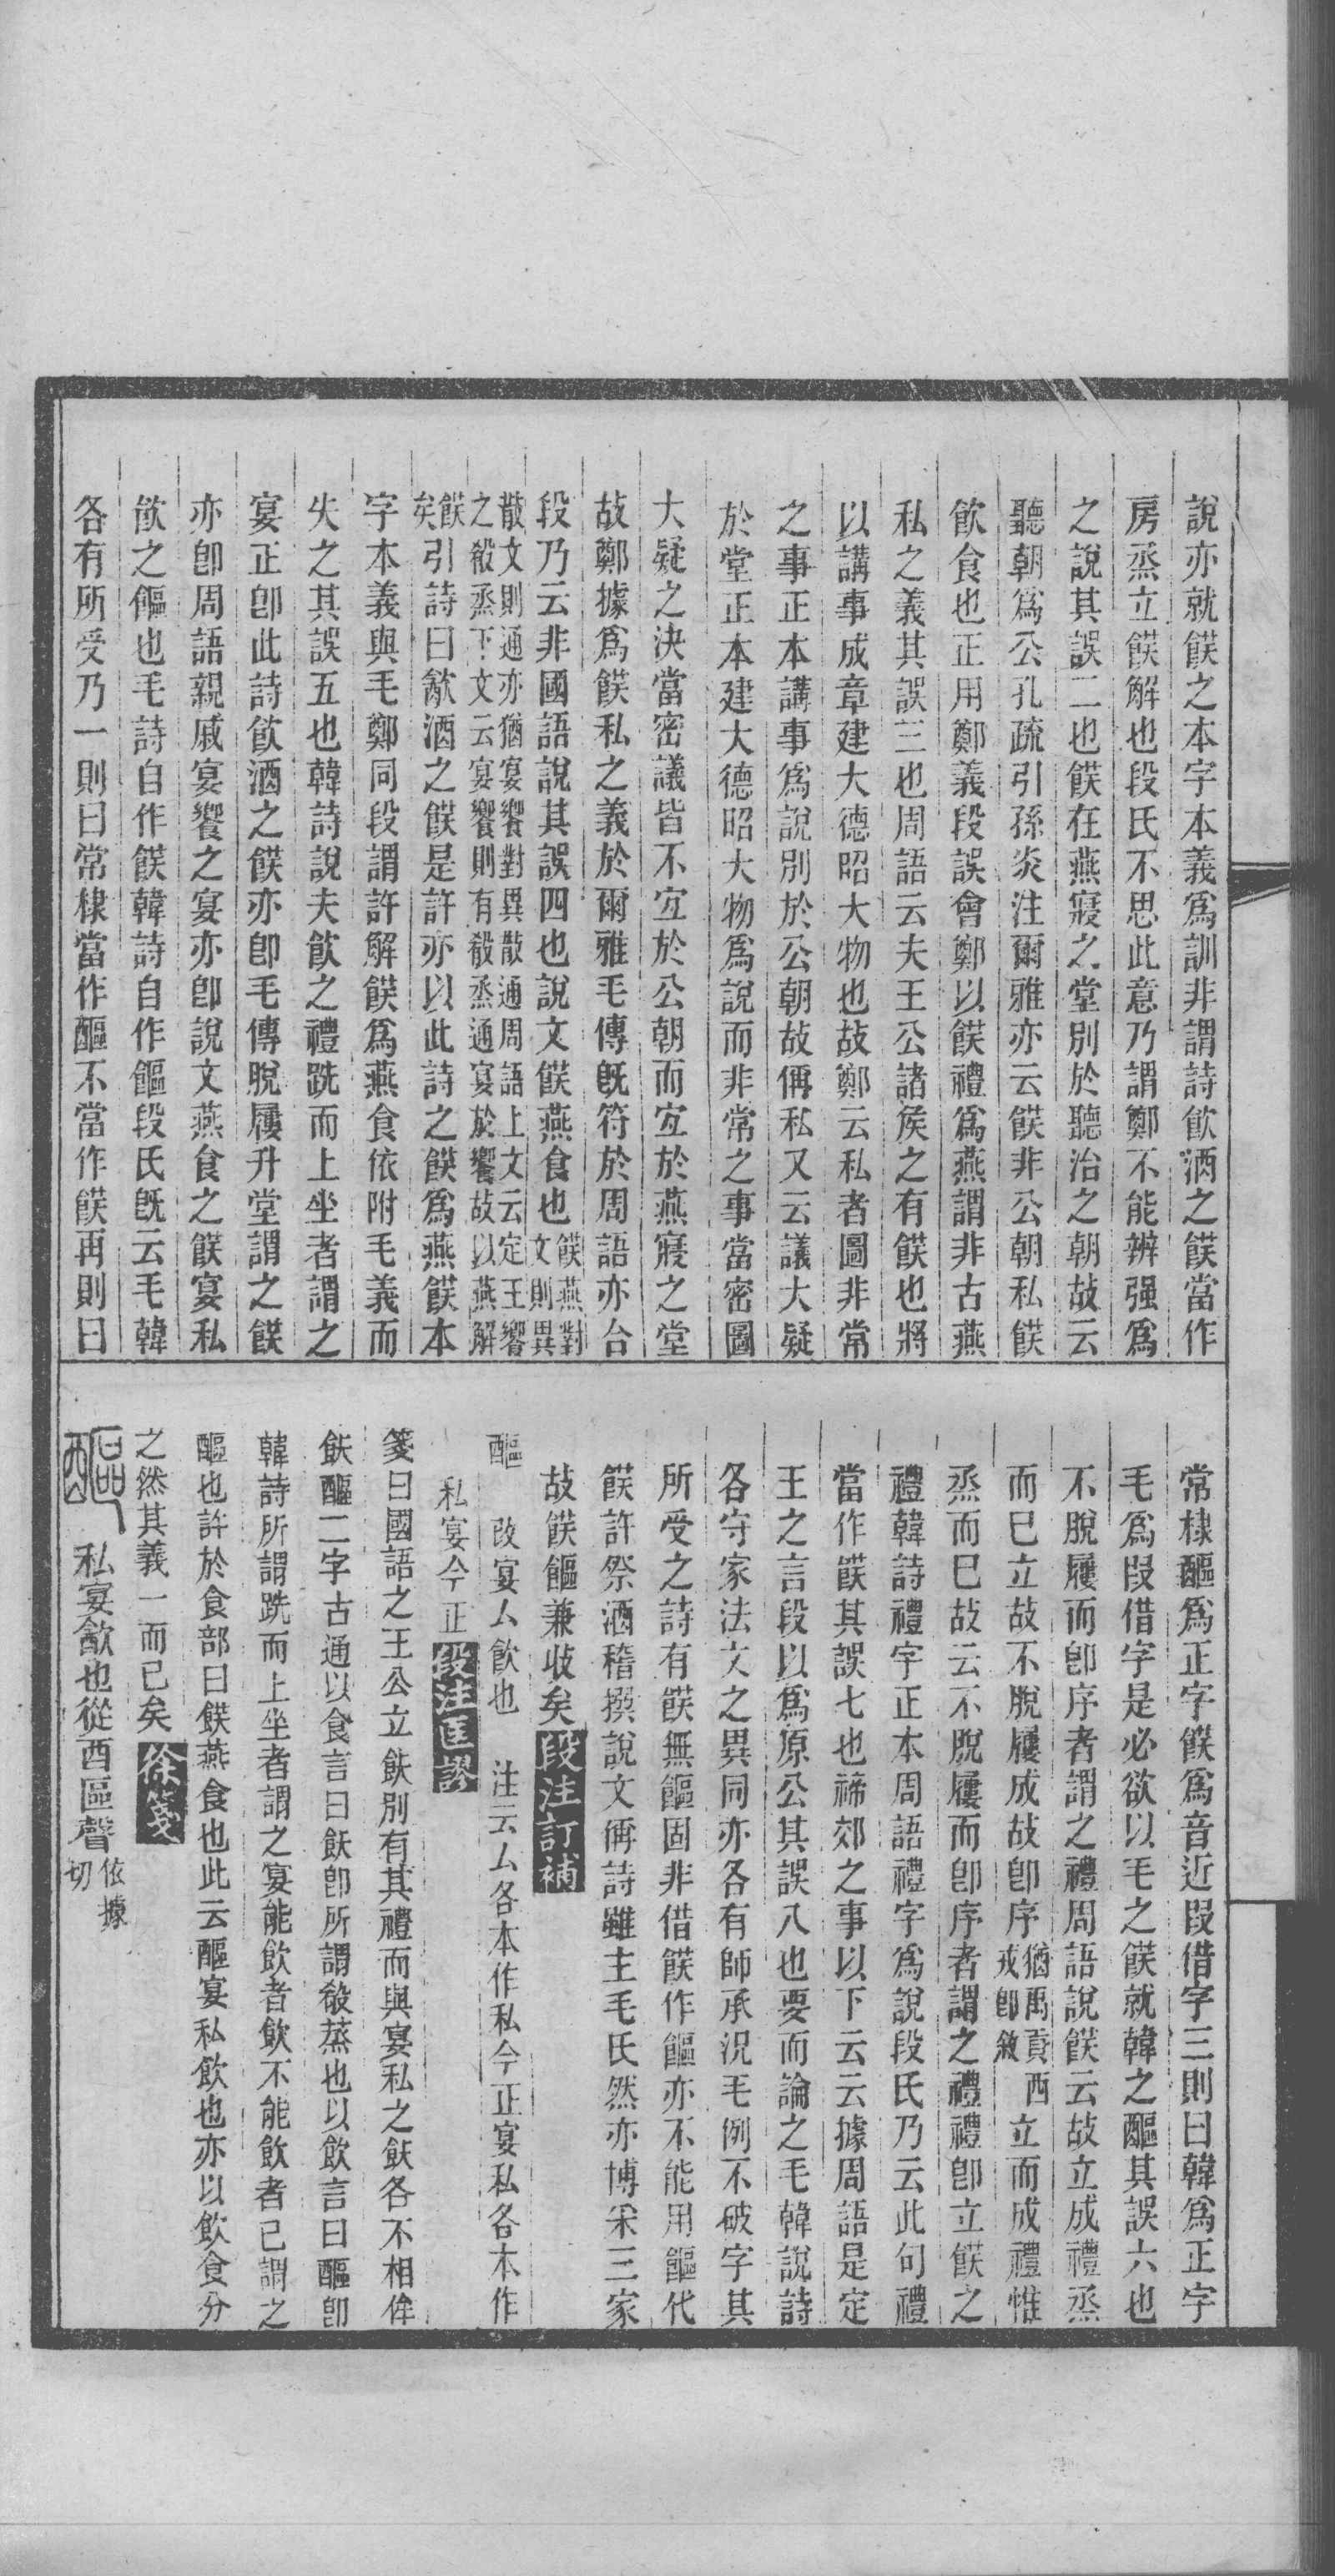 說亦就饇之本字本義爲訓非謂詩飮酒之饇當作
房烝立饇解也段氏不思此意乃謂鄭不能辨强爲
之說其誤二也饇在燕寢之堂別於聽治之朝故云
聽朝爲公孔疏引孫炎注爾雅亦云饇非公朝私饇
飮食也正用鄭義段誤會鄭以饇禮爲燕謂非古燕
私之義其誤三也周語云夫王公諸侯之有饇也將
以講事成章建大德昭大物也故鄭云私者圖非常
之事正本講事爲說別於公朝故偁私又云議大疑
於堂正本建大德昭大物爲說而非常之事當密圖
大疑之決當密議皆不宜於公朝而宜於燕寢之堂
故鄭據爲饇私之義於爾雅毛傳旣符於周語亦合
段乃云非國語說其誤四也說文饇燕食也饇燕對文則異
散文則通亦猶宴饗對異散通周語上文云定王饗之殽烝下文云宴饗則有殽烝通宴於饗故以燕解
饇矣引詩曰飮酒之饇是許亦以此詩之饇爲燕饇本
字本義與毛鄭同段謂許解饇爲燕食依附毛義而
失之其誤五也韓詩說夫飮之禮跣而上坐者謂之
宴正卽此詩飮酒之饇亦卽毛傳脫屨升堂謂之饇
亦卽周語親戚宴饗之宴亦卽說文燕食之饇宴私
飮之饇也毛詩自作饇韓詩自作饇段氏旣云毛韓
各有所受乃一則曰常棣當作醧不當作饇再則曰
常棣醧爲正字饇爲音近叚借字三則曰韓爲正字
毛爲叚借字是必欲以毛之饇就韓之醧其誤六也
不脫屨而卽序者謂之禮周語說饇云故立成禮烝
而已立故不脫屨成故卽序猶禹貢西戎卽敘立而成禮惟
烝而已故云不脫屨而卽序者謂之禮禮卽立饇之
禮韓詩禮字正本周語禮字爲說段氏乃云此句禮
當作饇其誤七也禘郊之事以下云云據周語是定
王之言段以爲原公其誤八也要而論之毛韓說詩
各守家法文之異同亦各有師承況毛例不破字其
所受之詩有饇無饇固非借饇作饇亦不能用饇代
饇許祭酒稽撰說文偁詩雖主毛氏然亦博采三家
故饇饇兼收矣段注訂補
醧 改宴厶飮也 注云厶各本作私今正宴私各本作
私宴今正段注匡謬
箋曰國語之王公立飫別有其禮而與宴私之飫各不相侔
飫醧二字古通以食言曰飫卽所謂殽蒸也以飮言曰醧卽
韓詩所謂跣而上坐者謂之宴能飮者飮不能飮者已謂之
醧也許於食部曰饇燕食也此云醧宴私飮也亦以飮食分
之然其義一而已矣徐箋
醧 私宴飮也從酉區聲依據切